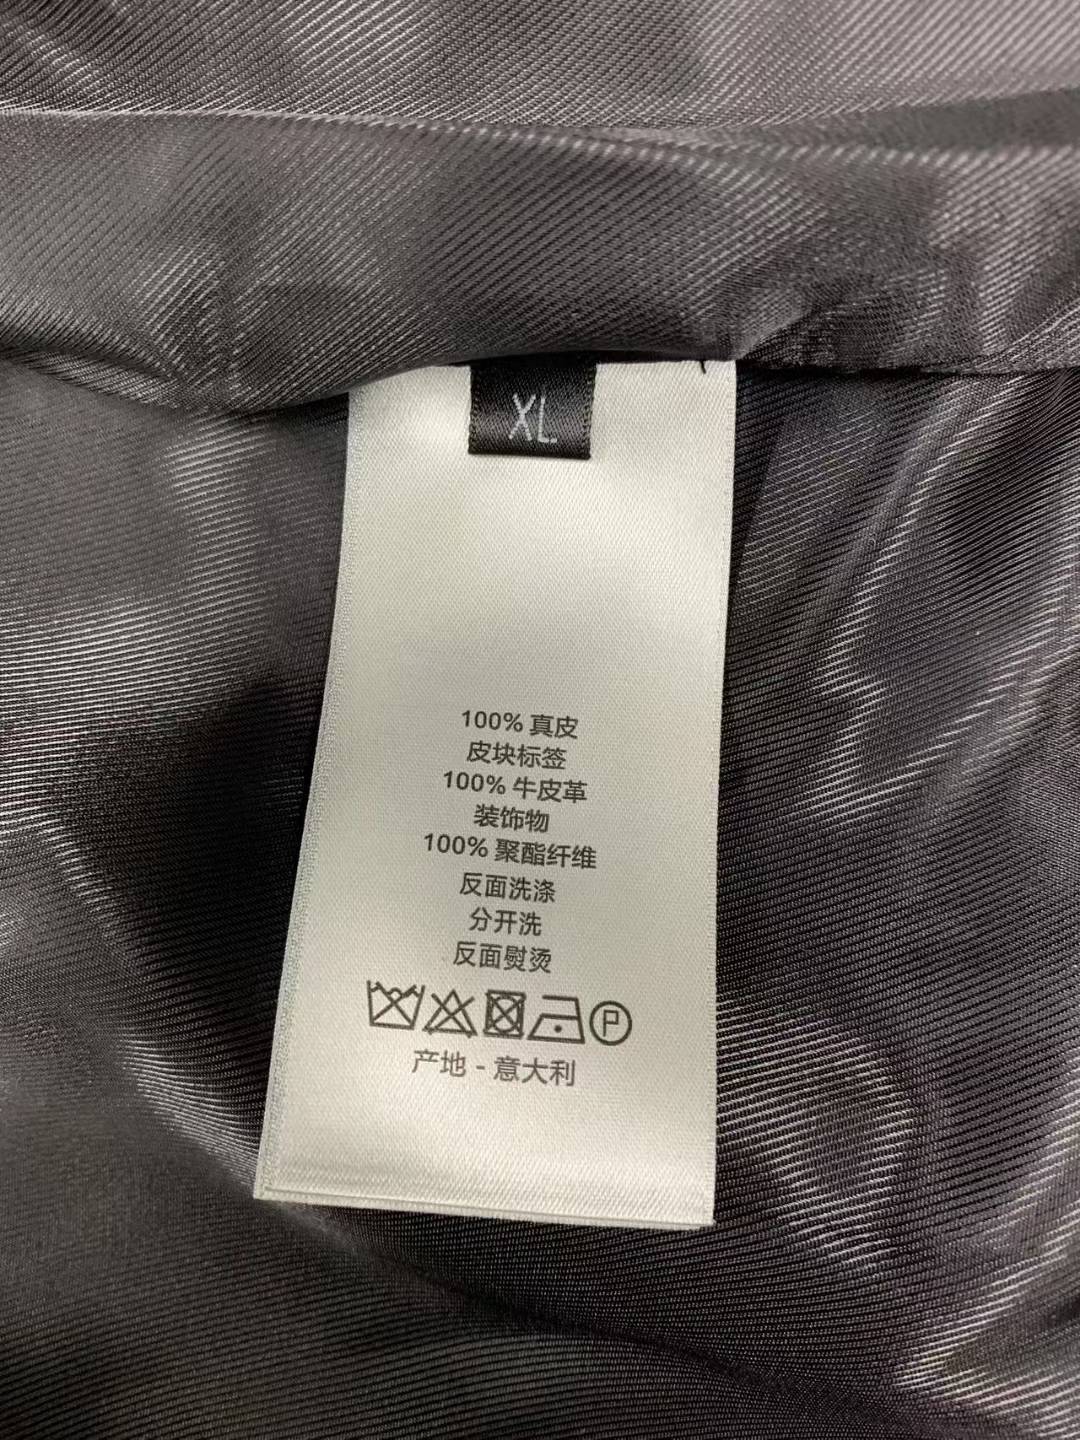 XL
100% 真皮
皮块标签
100% 牛皮革
装饰物
100% 聚酯纤维
反面洗涤
分开洗
反面熨烫
P
产地 - 意大利